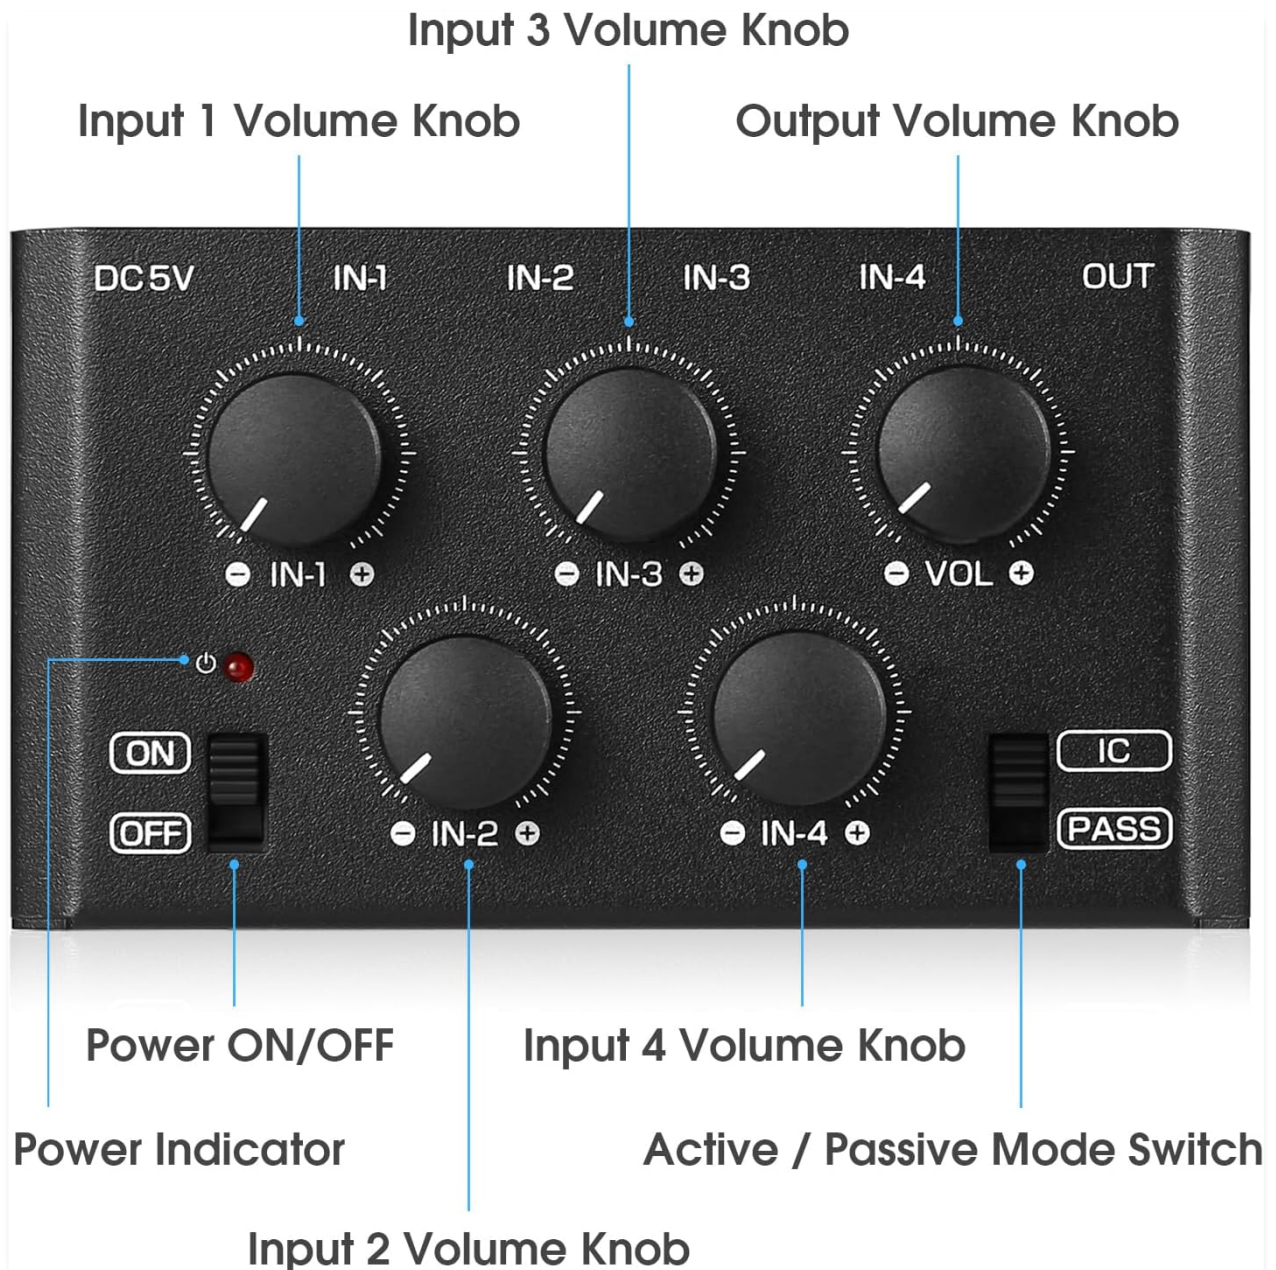 Input 3 Volume Knob
Input 1 Volume Knob
Output Volume Knob
DC5V
IN-1
IN-2
IN-3
IN-4
OUT
IN-1
IN-3
VOL
ON
OFF
IN-2
IN-4
IC
PASS
Power ON/OFF
Input 4 Volume Knob
Power Indicator
Active / Passive Mode Switch
Input 2 Volume Knob